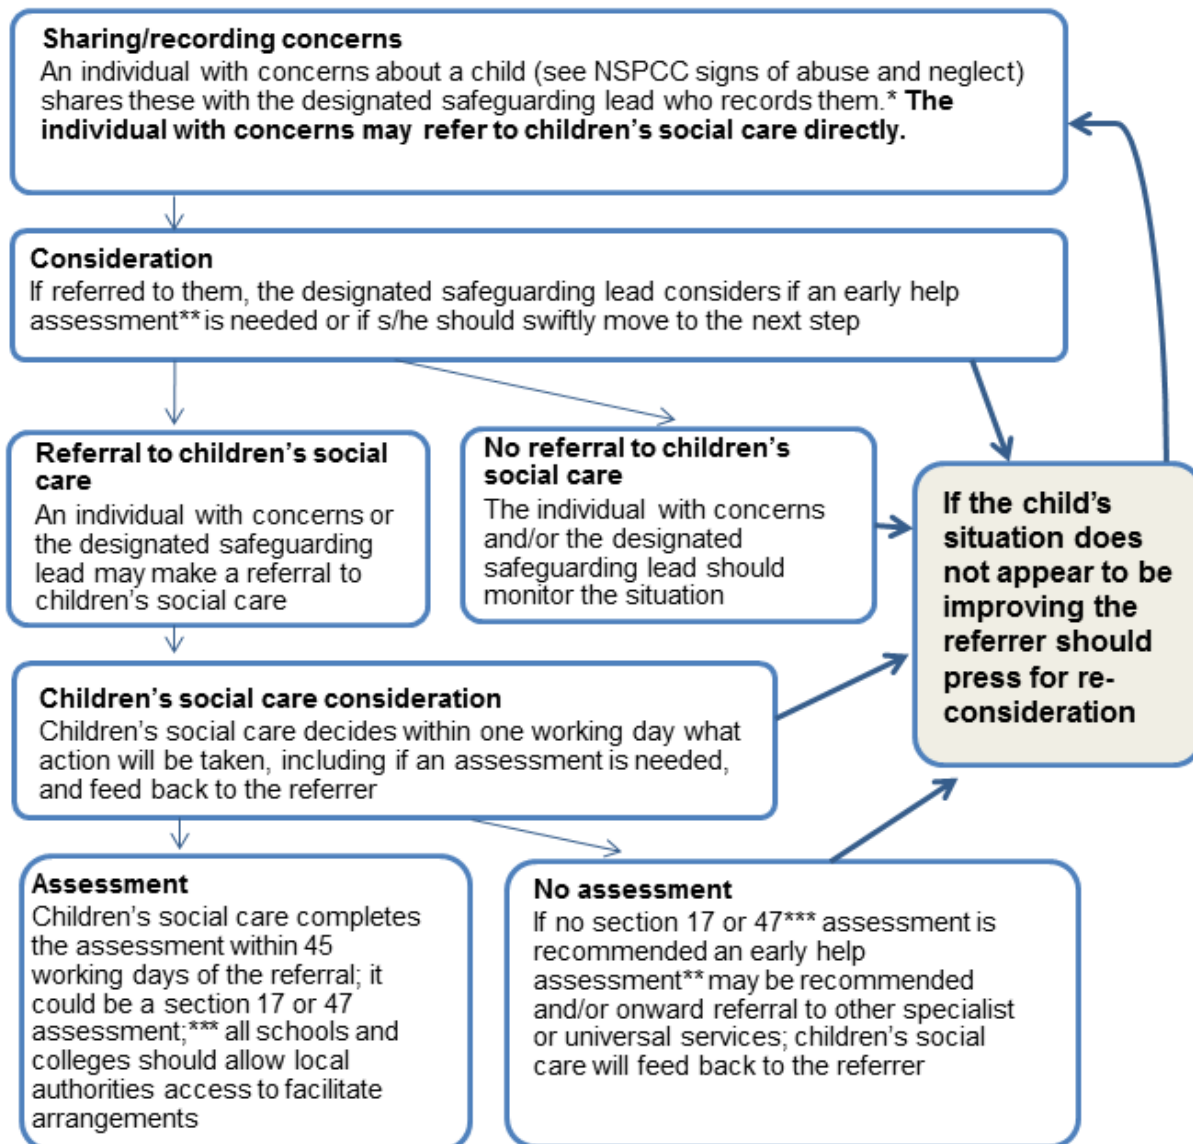 Sharing/recording concerns
An individual with concerns about a child (see NSPCC signs of abuse and neglect)
shares these with the designated safeguarding lead who records them.* The
individual with concerns may refer to children’s social care directly.
Consideration
If referred to them, the designated safeguarding lead considers if an early help
assessment** is needed or if s/he should swiftly move to the next step
Referral to children’s social
care
An individual with concerns or
the designated safeguarding
lead may make a referral to
children’s social care
No referral to children’s
social care
The individual with concerns
and/or the designated
safeguarding lead should
monitor the situation
If the child’s
situation does
not appear to be
improving the
referrer should
press for re-
consideration
Children’s social care consideration
Children’s social care decides within one working day what
action will be taken, including if an assessment is needed,
and feed back to the referrer
Assessment
Children’s social care completes
the assessment within 45
working days of the referral; it
could be a section 17 or 47
assessment;*** all schools and
colleges should allow local
authorities access to facilitate
arrangements
No assessment
If no section 17 or 47*** assessment is
recommended an early help
assessment** may be recommended
and/or onward referral to other specialist
or universal services; children’s social
care will feed back to the referrer